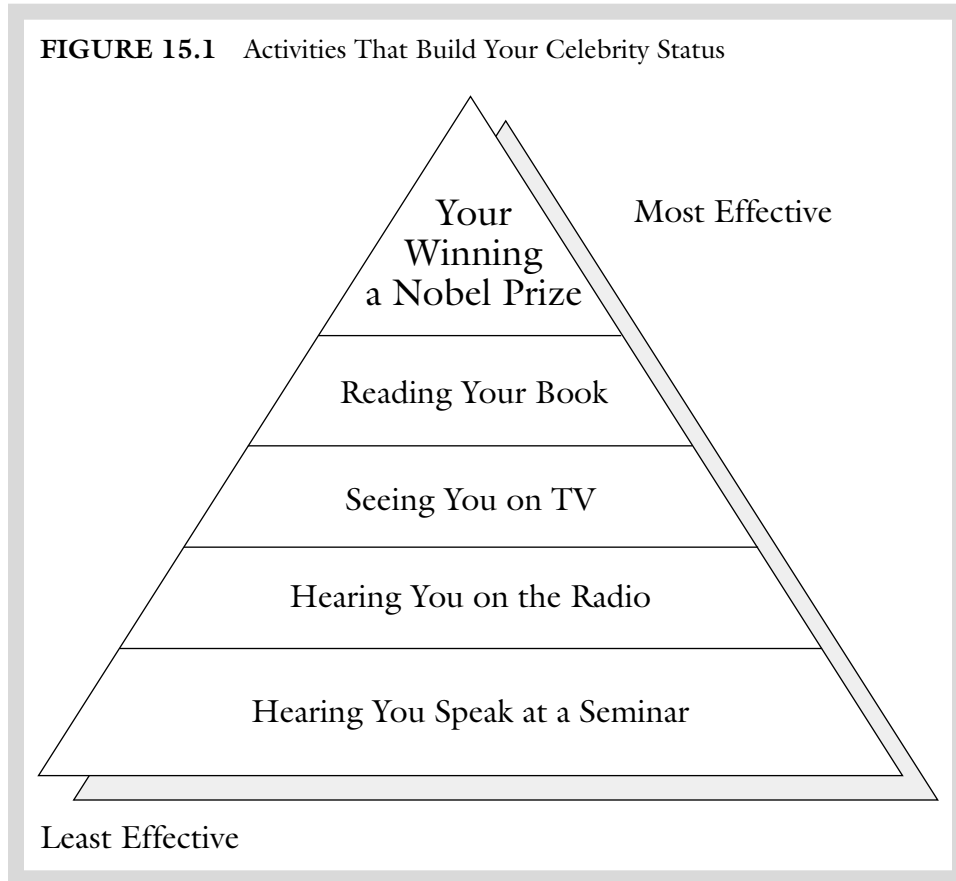 FIGURE 15.1 Activities That Build Your Celebrity Status
Your
Winning
a Nobel Prize
Most Effective
Reading Your Book
Seeing You on TV
Hearing You on the Radio
Hearing You Speak at a Seminar
Least Effective